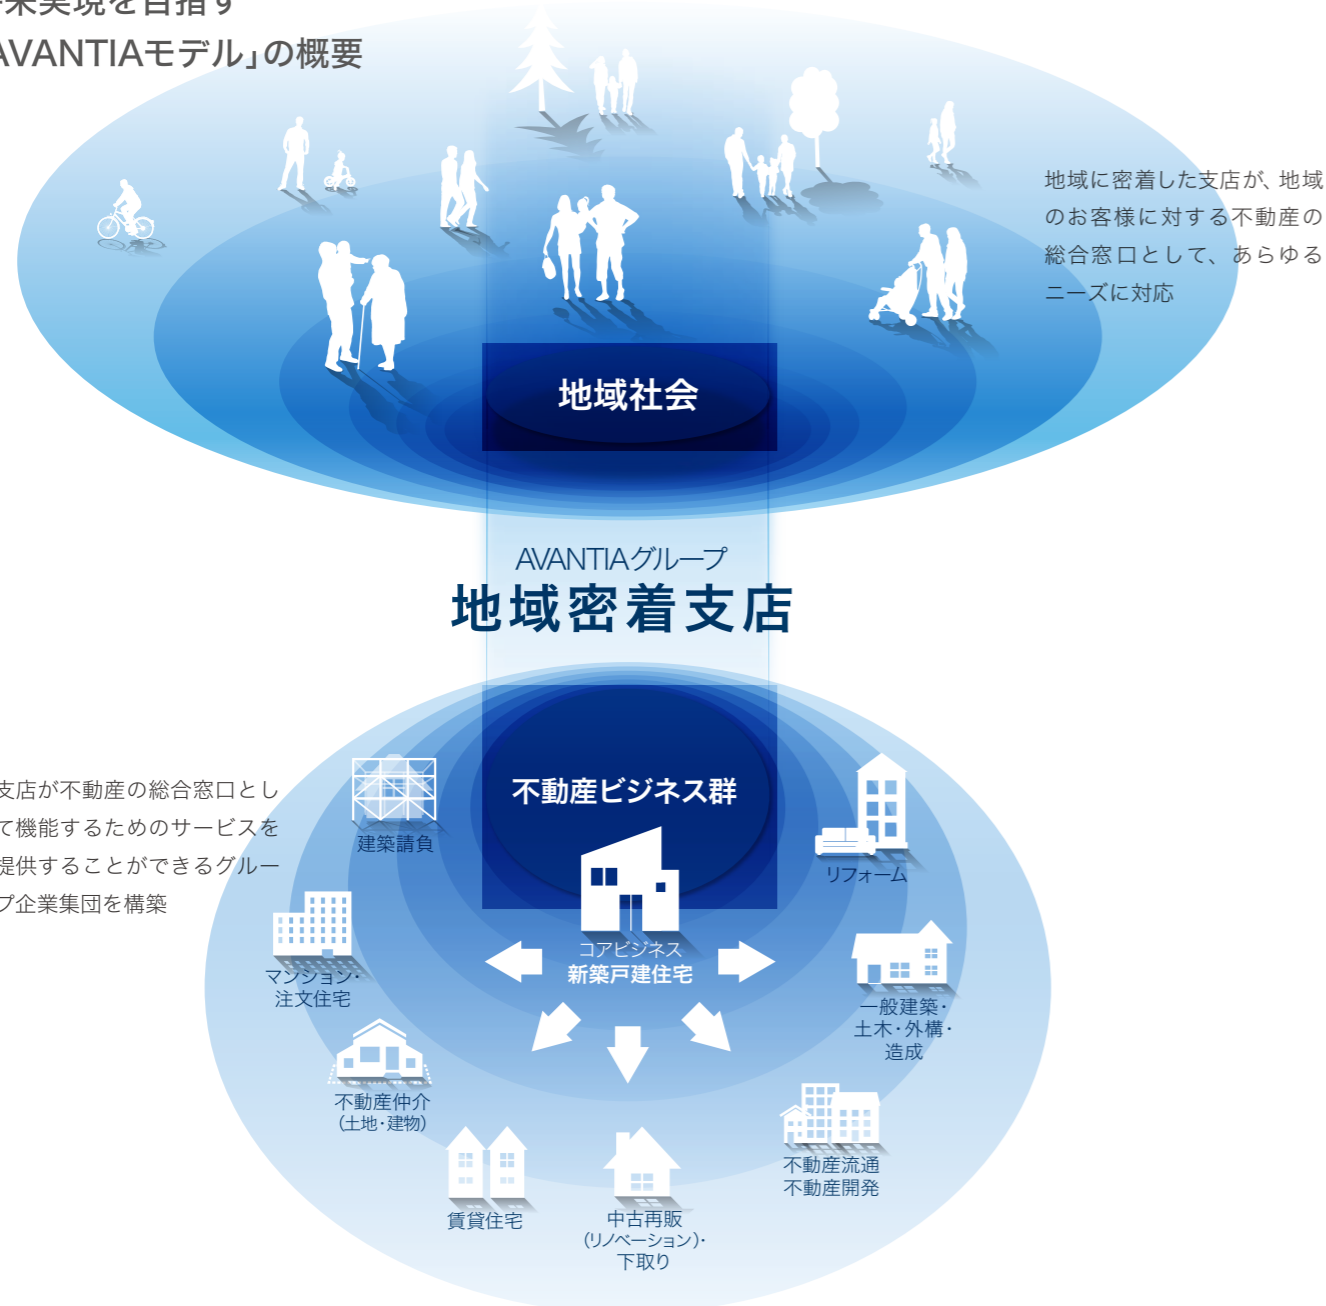 来実現を目指す
AVANTIAモデル」の概要
地域に密着した支店が、地域
のお客様に対する不動産の
総合窓口として、あらゆる
ニーズに対応
地域社会
AVANTIAグループ
地域密着支店
支店が不動産の総合窓口とし
て機能するためのサービスを
提供することができるグルー
プ企業集団を構築
不動産ビジネス群
建築請負
リフォーム
コアビジネス
新築戸建住宅
マンション・
注文住宅
一般建築・
土木・外構・
造成
不動産仲介
(土地・建物)
不動産流通
不動産開発
賃貸住宅
中古再販
(リノベーション)・
下取り